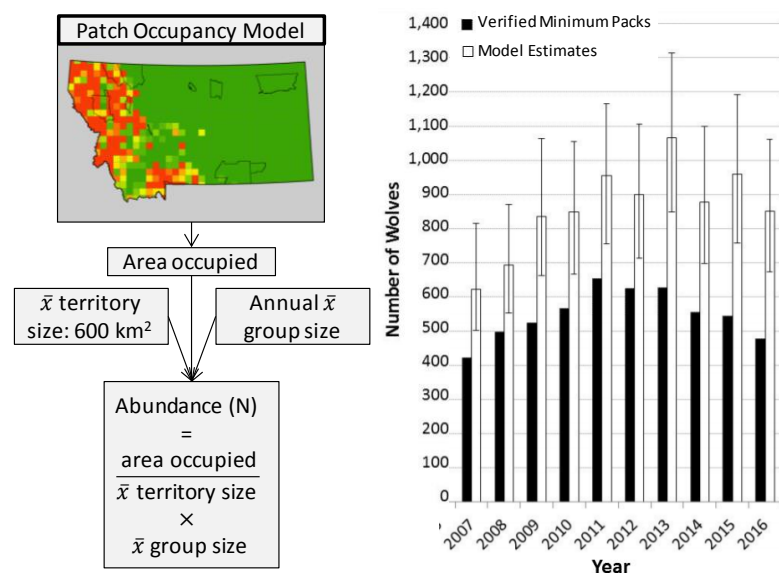 Patch Occupancy Model
Area occupied
x̄ territory
size: 600 km²
Annual x̄
group size
Abundance (N)
=
area occupied
x̄ territory size
×
x̄ group size
Verified Minimum Packs
Model Estimates
Number of Wolves
1,400
1,300
1,200
1,100
1,000
900
800
700
600
500
400
300
200
100
0
2007
2008
2009
2010
2011
2012
2013
2014
2015
2016
Year